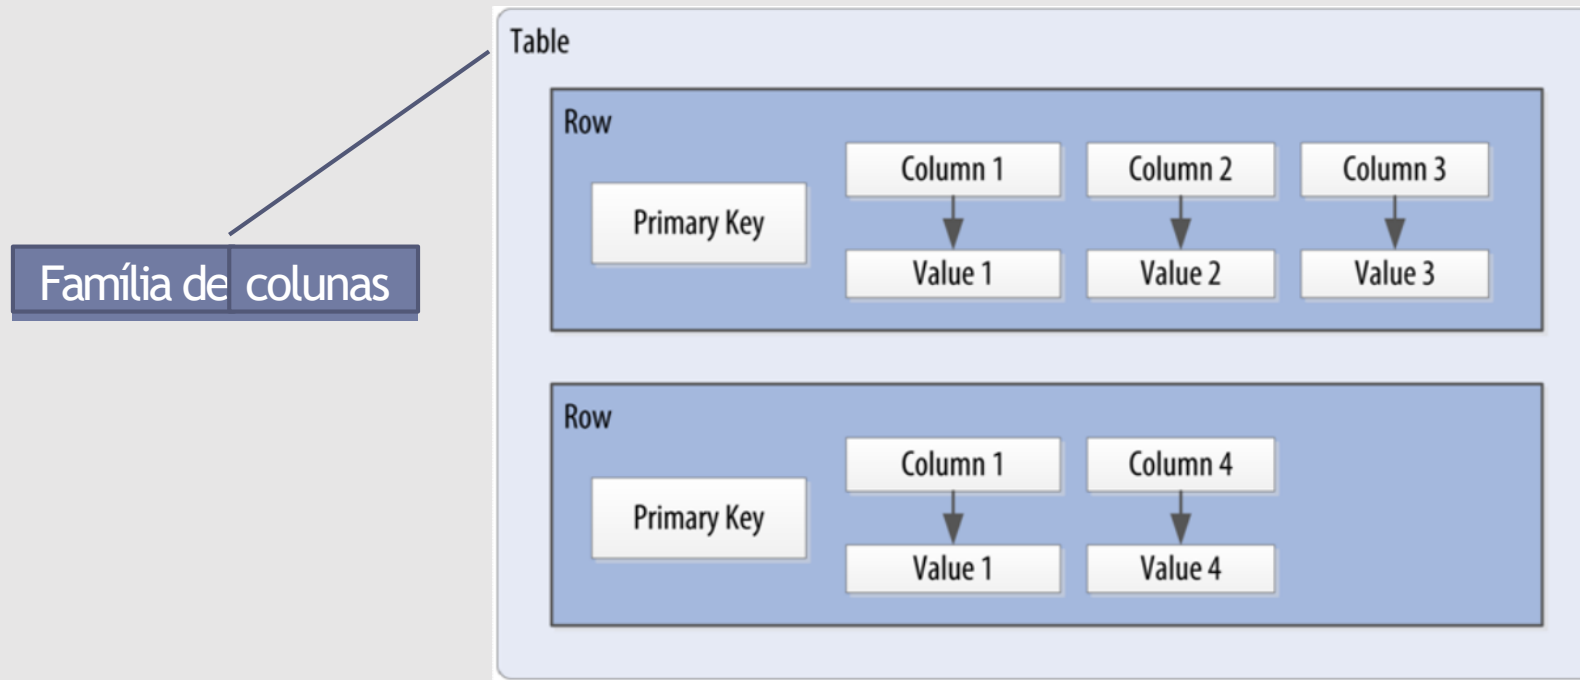 Table
Família de colunas
Row
Primary Key
Column 1
Column 2
Column 3
Value 1
Value 2
Value 3
Row
Primary Key
Column 1
Column 4
Value 1
Value 4